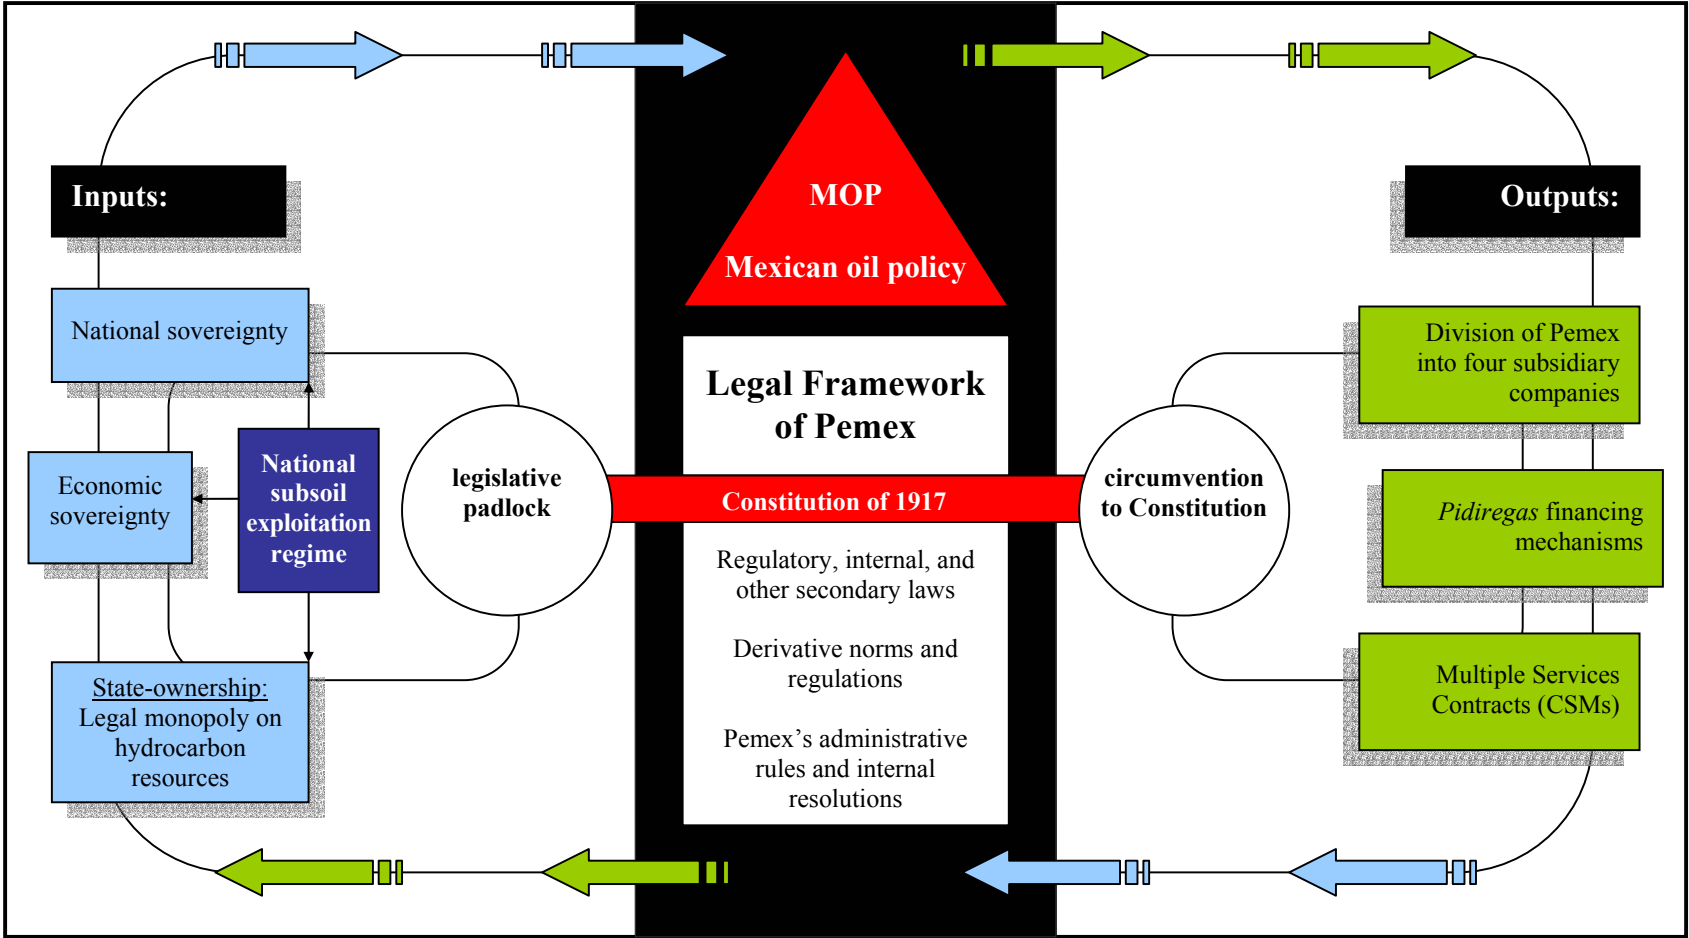 Inputs:
National sovereignty
Economic
sovereignty
National
subsoil
exploitation
regime
State-ownership:
Legal monopoly on
hydrocarbon
resources
legislative
padlock
MOP
Mexican oil policy
Legal Framework
of Pemex
Constitution of 1917
Regulatory, internal, and
other secondary laws
Derivative norms and
regulations
Pemex’s administrative
rules and internal
resolutions
circumvention
to Constitution
Outputs:
Division of Pemex
into four subsidiary
companies
Pidiregas financing
mechanisms
Multiple Services
Contracts (CSMs)